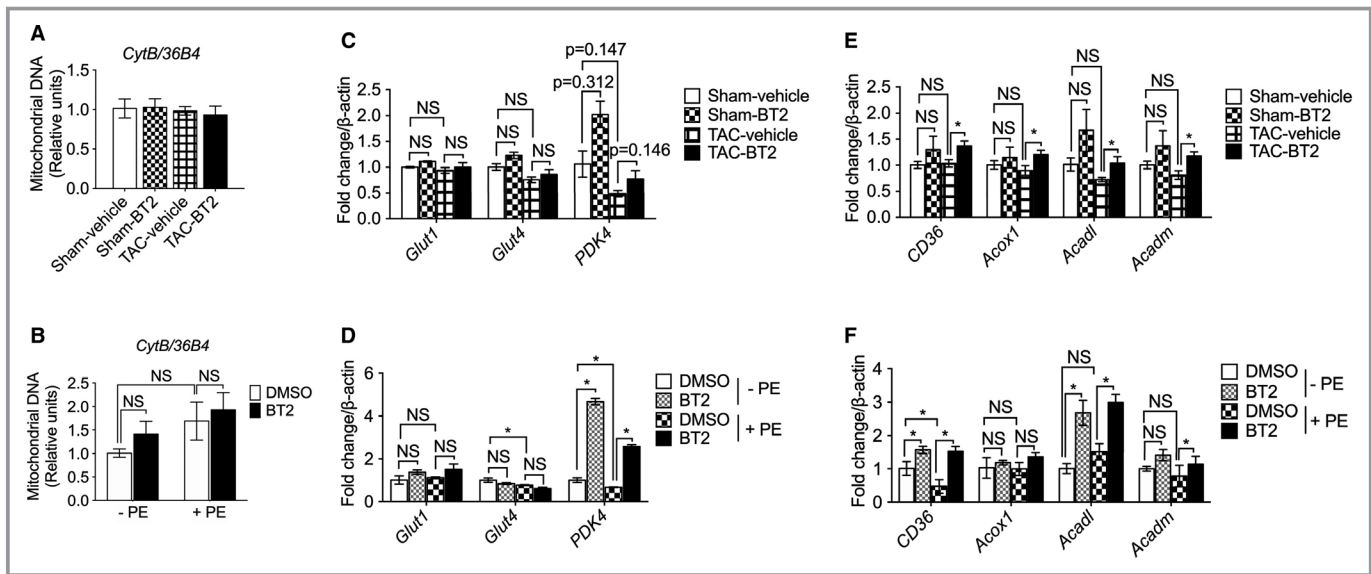 A
CytB/36B4
Mitochondrial DNA
(Relative units)
1.5
1.0
0.5
0.0
Sham-vehicle
Sham-BT2
TAC-vehicle
TAC-BT2
C
Fold change/β-actin
2.5
2.0
1.5
1.0
0.5
0.0
NS
NS
NS
NS
NS
NS
p=0.147
p=0.312
p=0.146
Glut1
Glut4
PDK4
Sham-vehicle
Sham-BT2
TAC-vehicle
TAC-BT2
E
Fold change/β-actin
2.5
2.0
1.5
1.0
0.5
0.0
NS
NS
*
NS
NS
*
NS
NS
*
NS
NS
*
CD36
Acox1
Acadl
Acadm
Sham-vehicle
Sham-BT2
TAC-vehicle
TAC-BT2
B
CytB/36B4
Mitochondrial DNA
(Relative units)
2.5
2.0
1.5
1.0
0.5
0.0
NS
NS
NS
- PE
+ PE
DMSO
BT2
D
Fold change/β-actin
6
4
2
0
NS
NS
NS
*
NS
NS
*
*
*
Glut1
Glut4
PDK4
DMSO
BT2
- PE
DMSO
BT2
+ PE
F
Fold change/β-actin
4
3
2
1
0
*
*
*
NS
NS
NS
NS
*
*
NS
NS
*
CD36
Acox1
Acadl
Acadm
DMSO
BT2
- PE
DMSO
BT2
+ PE